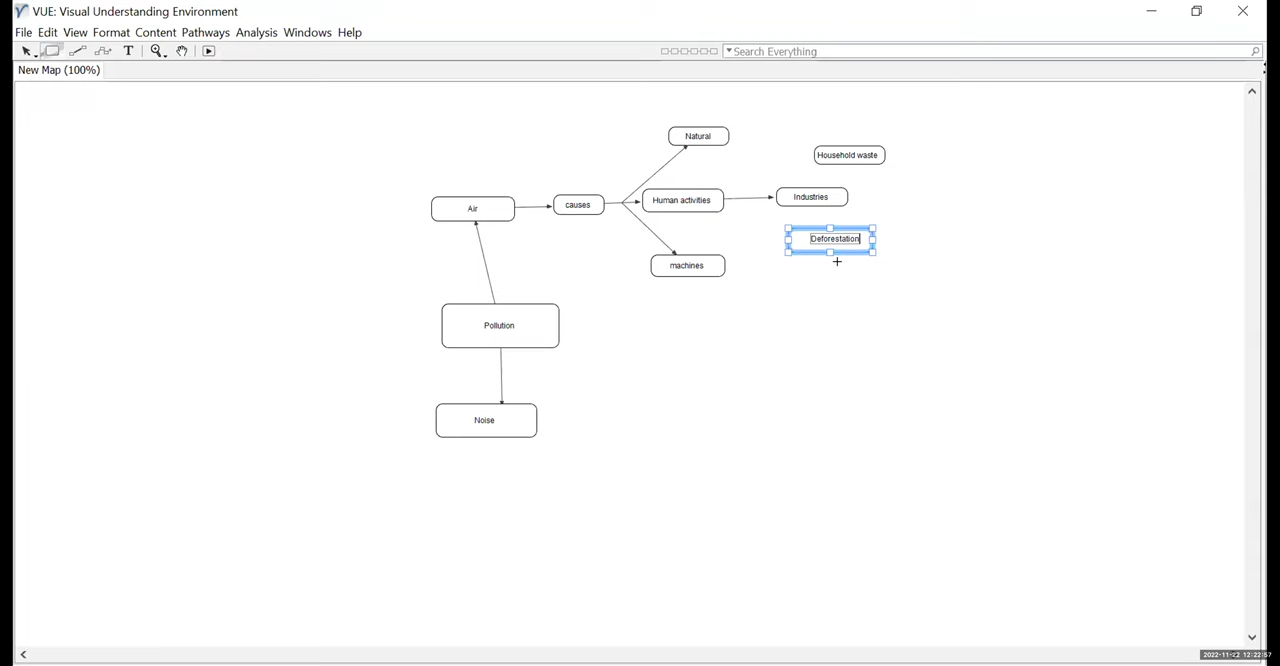 VUE: Visual Understanding Environment
File Edit View Format Content Pathways Analysis Windows Help
T
Search Everything
New Map (100%)
Natural
Household waste
Air
causes
Human activities
Industries
Deforestation
machines
Pollution
Noise
2022-11-22 12:22:57